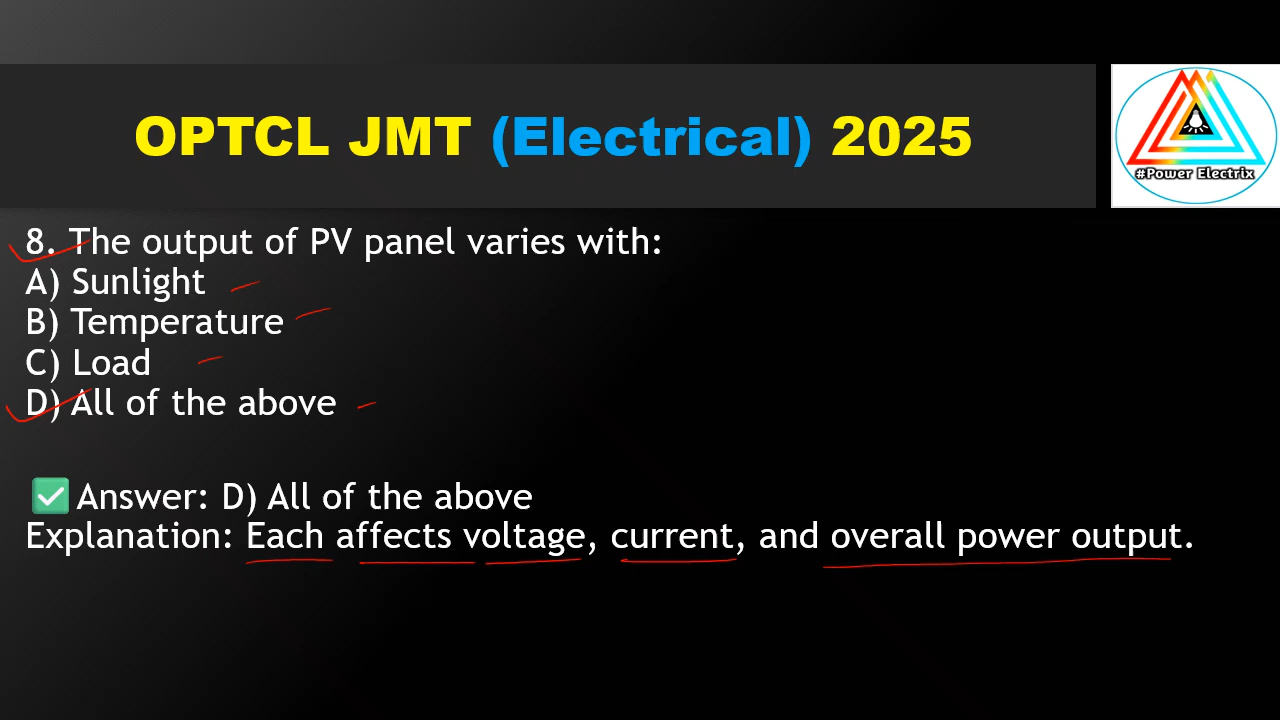 OPTCL JMT (Electrical) 2025
#Power Electrix
8. The output of PV panel varies with:
A) Sunlight
B) Temperature
C) Load
D) All of the above
✅ Answer: D) All of the above
Explanation: Each affects voltage, current, and overall power output.